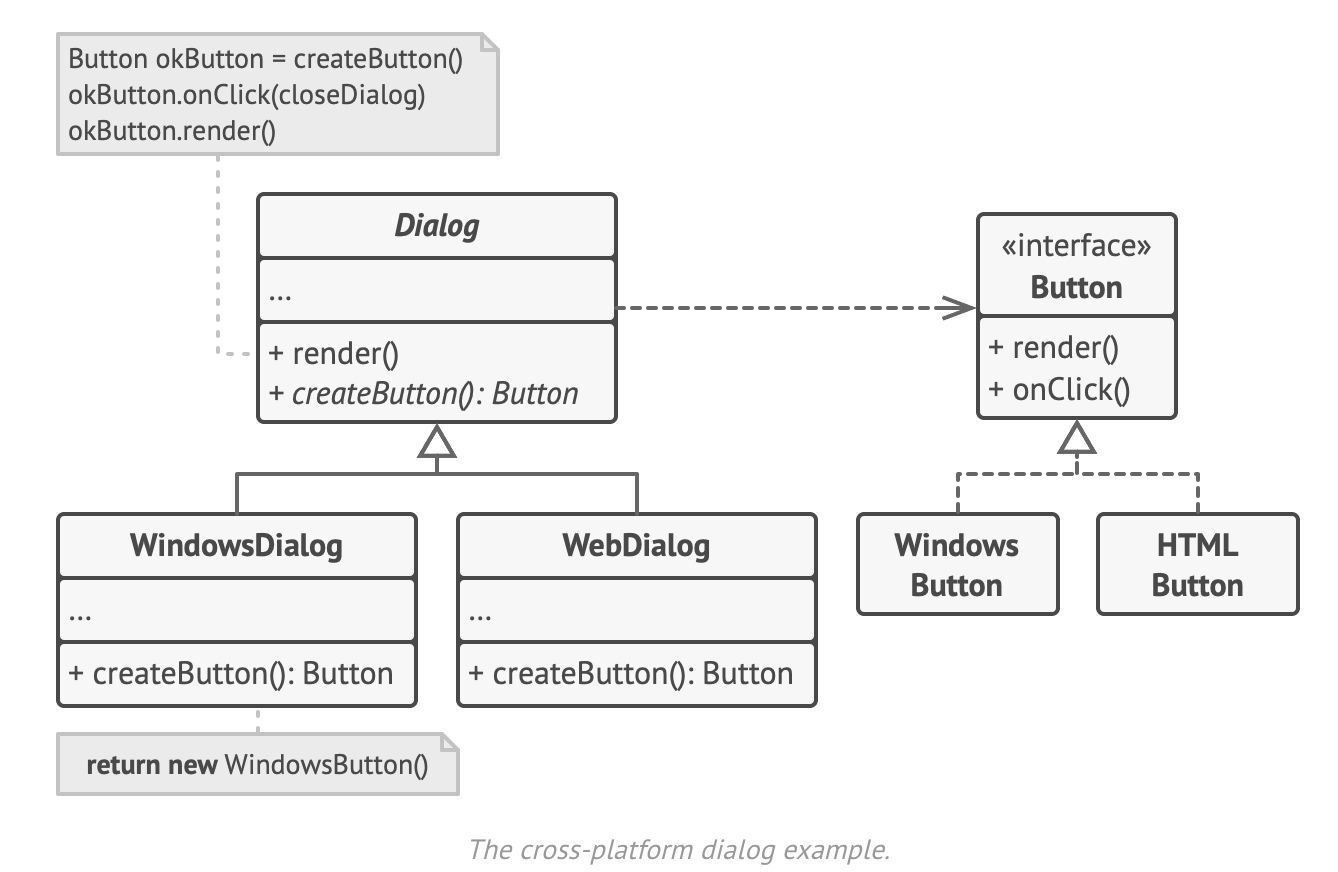 Button okButton = createButton()
okButton.onClick(closeDialog)
okButton.render()
Dialog
...
+ render()
+ createButton(): Button
«interface»
Button
+ render()
+ onClick()
WindowsDialog
...
+ createButton(): Button
WebDialog
...
+ createButton(): Button
Windows
Button
HTML
Button
return new WindowsButton()
The cross-platform dialog example.